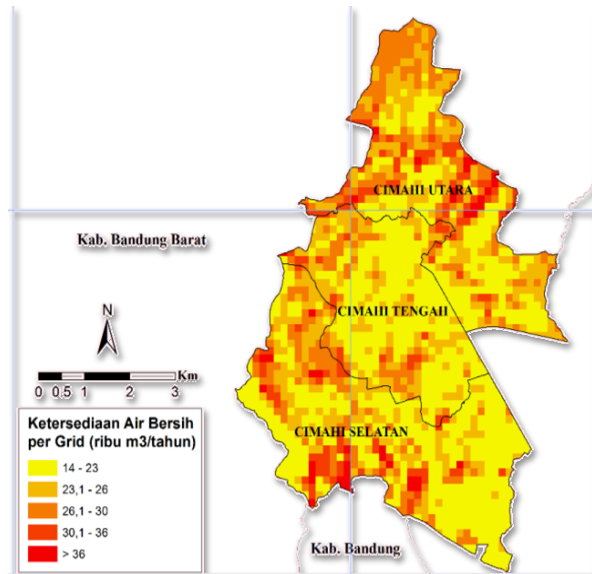 CIMAHI UTARA
Kab. Bandung Barat
CIMAHI TENGAH
N
Km
0 0,5 1 2 3
Ketersediaan Air Bersih
per Grid (ribu m3/tahun)
14 - 23
23,1 - 26
26,1 - 30
30,1 - 36
> 36
CIMAHI SELATAN
Kab. Bandung